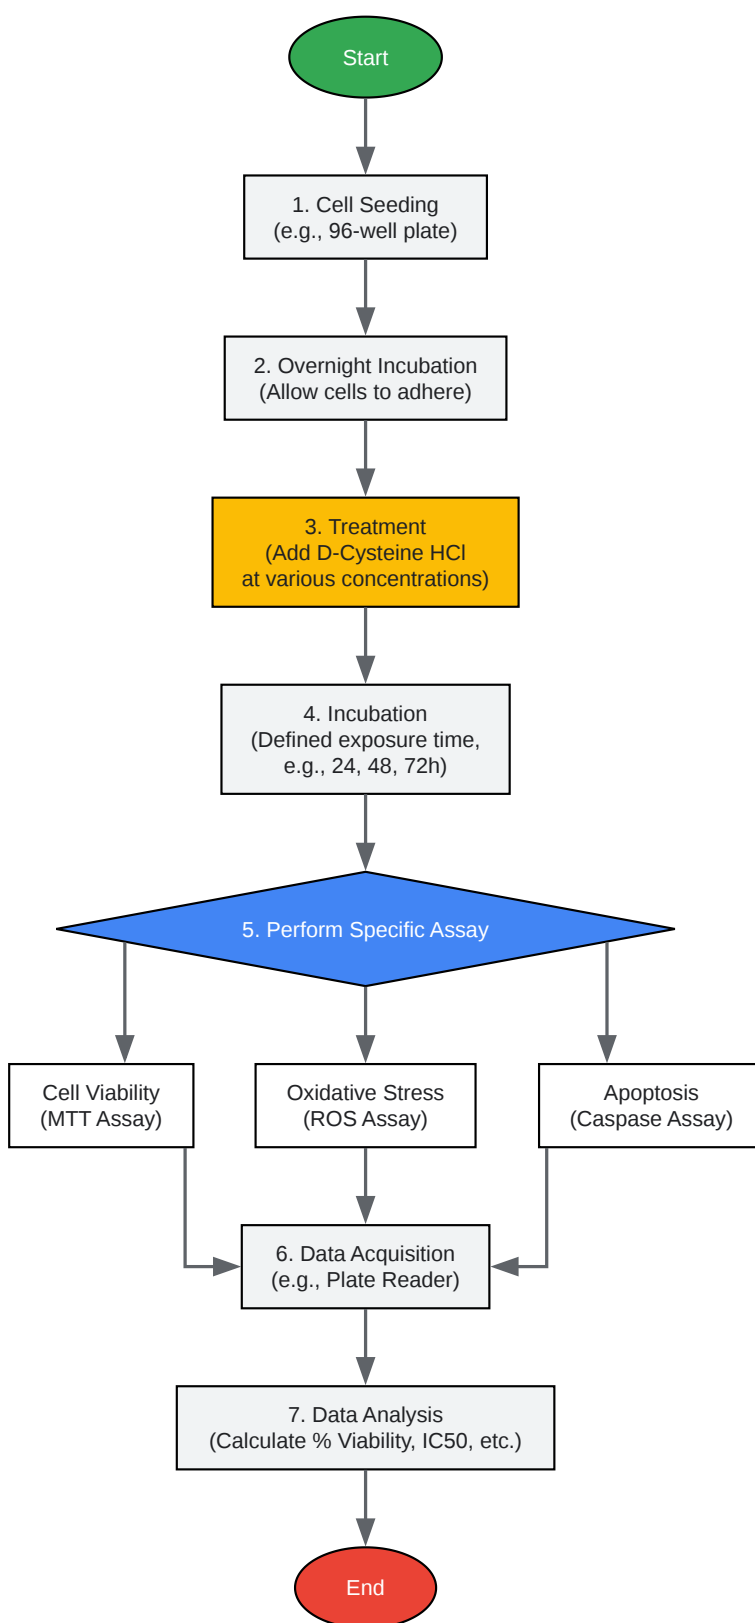 Start
1. Cell Seeding
(e.g., 96-well plate)
2. Overnight Incubation
(Allow cells to adhere)
3. Treatment
(Add D-Cysteine HCl
at various concentrations)
4. Incubation
(Defined exposure time,
e.g., 24, 48, 72h)
5. Perform Specific Assay
Cell Viability
(MTT Assay)
Oxidative Stress
(ROS Assay)
Apoptosis
(Caspase Assay)
6. Data Acquisition
(e.g., Plate Reader)
7. Data Analysis
(Calculate % Viability, IC50, etc.)
End